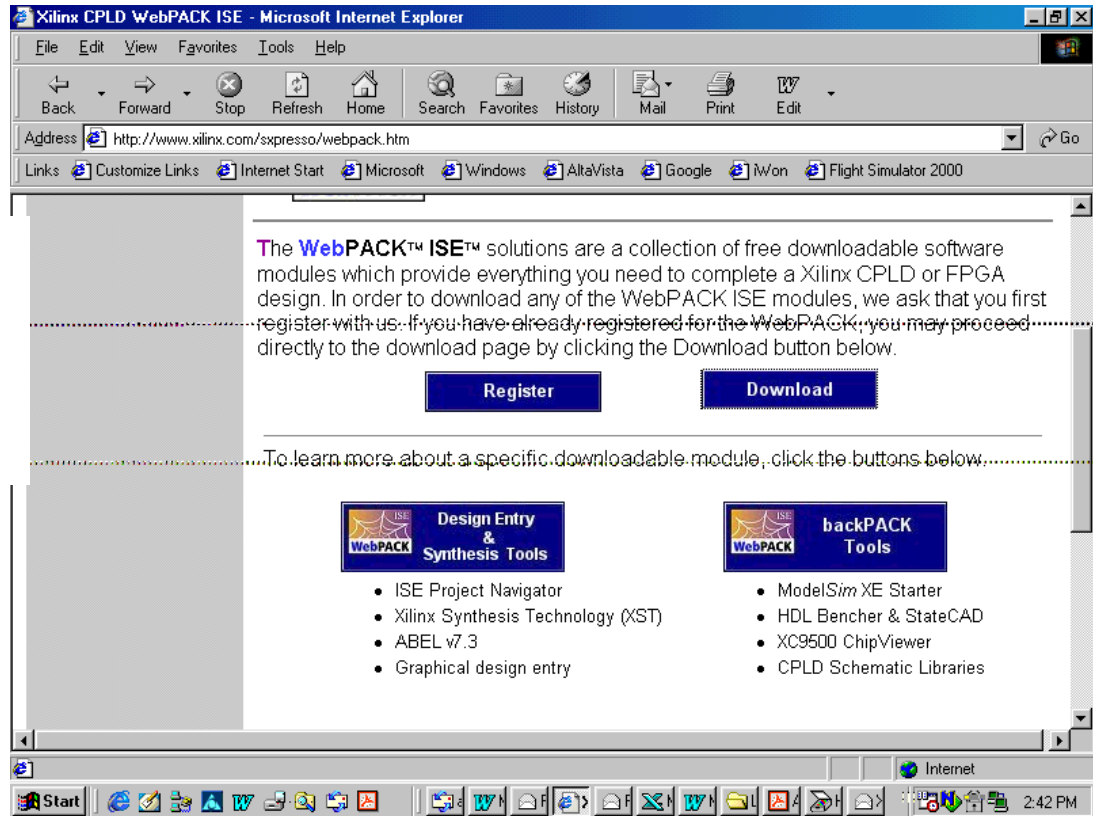 Xilinx CPLD WebPACK ISE - Microsoft Internet Explorer
File Edit View Favorites Tools Help
Back Forward Stop Refresh Home Search Favorites History Mail Print Edit
Address http://www.xilinx.com/sxpresso/webpack.htm Go
Links Customize Links Internet Start Microsoft Windows AltaVista Google iWon Flight Simulator 2000
The WebPACK™ ISE™ solutions are a collection of free downloadable software
modules which provide everything you need to complete a Xilinx CPLD or FPGA
design. In order to download any of the WebPACK ISE modules, we ask that you first
register with us. If you have already registered for the WebPACK, you may proceed
directly to the download page by clicking the Download button below.
Register Download
To learn more about a specific downloadable module, click the buttons below.
ISE WebPACK Design Entry
&
Synthesis Tools
ISE WebPACK backPACK
Tools
• ISE Project Navigator
• Xilinx Synthesis Technology (XST)
• ABEL v7.3
• Graphical design entry
• ModelSim XE Starter
• HDL Bencher & StateCAD
• XC9500 ChipViewer
• CPLD Schematic Libraries
Internet
Start 2:42 PM